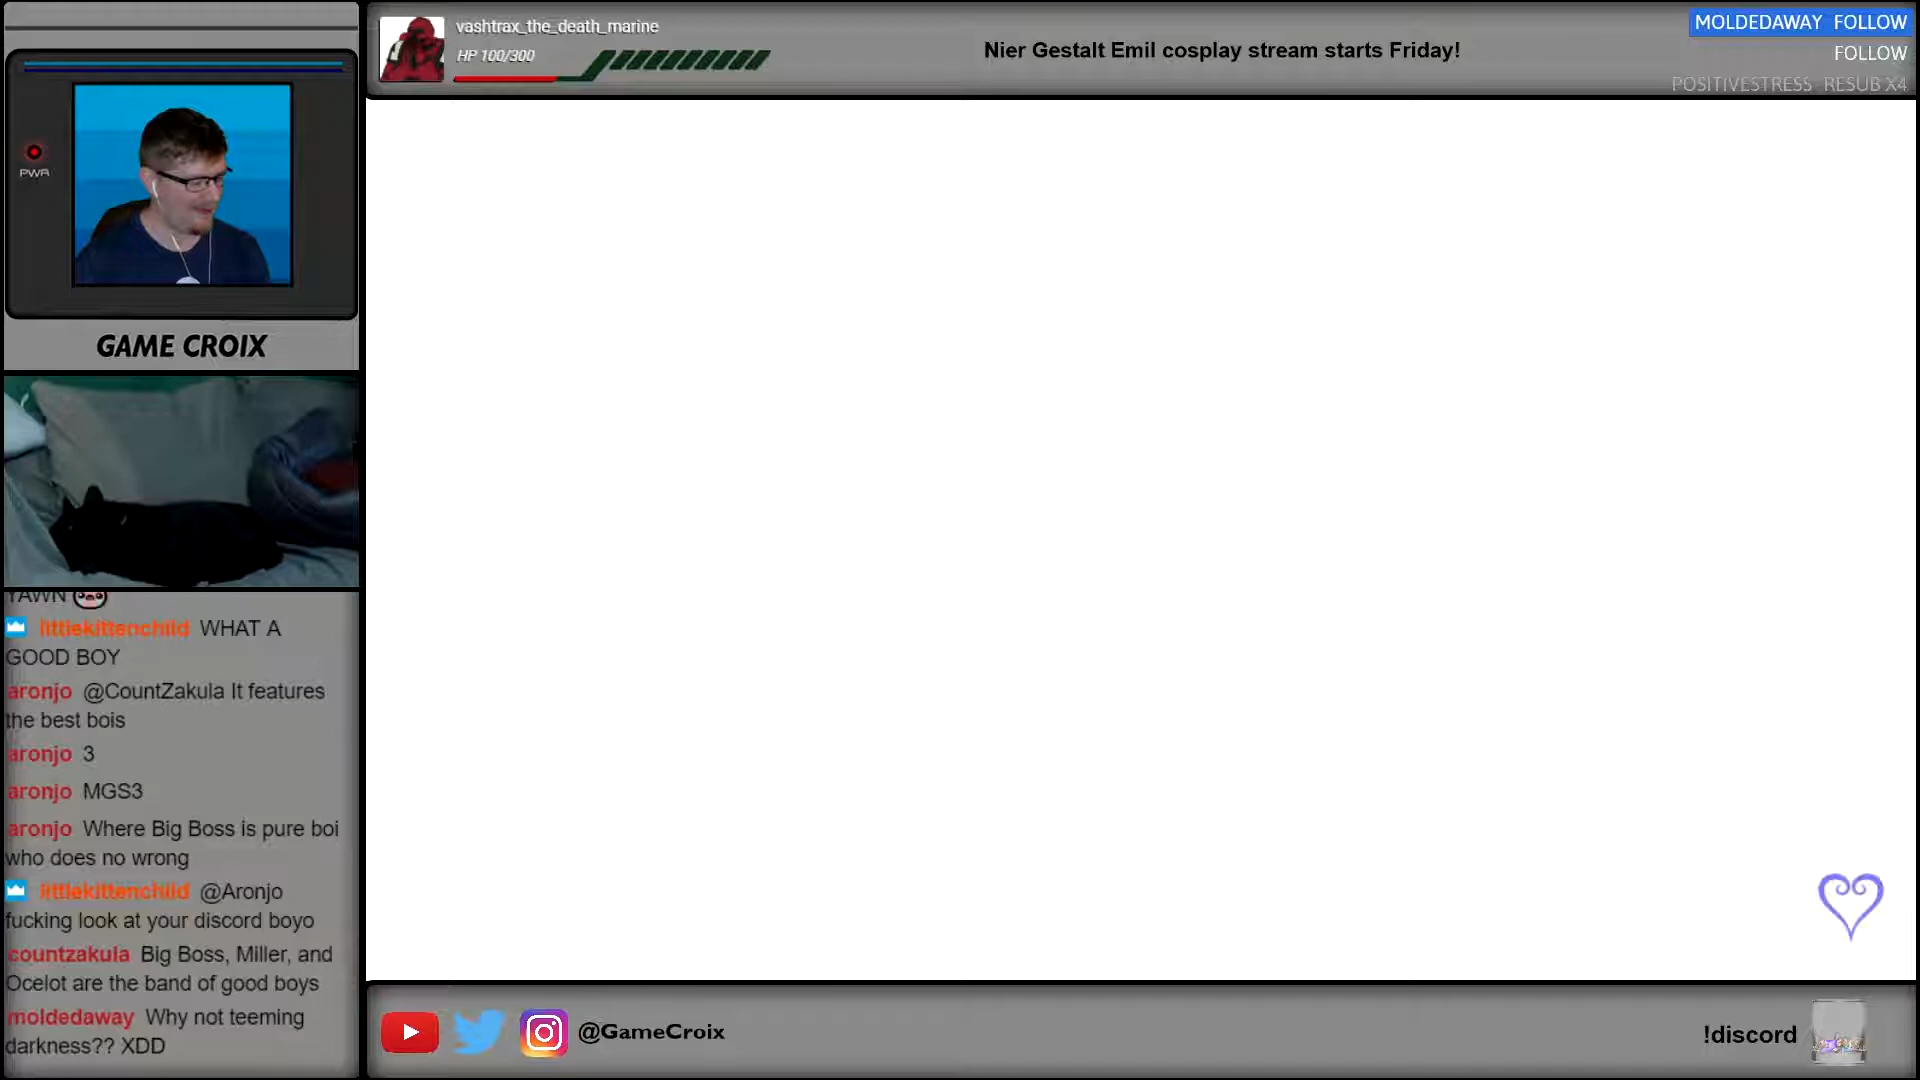 vashtrax_the_death_marine
HP 100/300
Nier Gestalt Emil cosplay stream starts Friday!
MOLDEDAWAY FOLLOW
FOLLOW
POSITIVESTRESS RESUB X4
PWR
GAME CROIX
YAWN
littlekittenchild WHAT A
GOOD BOY
aronjo @CountZakula It features
the best bois
aronjo 3
aronjo MGS3
aronjo Where Big Boss is pure boi
who does no wrong
littlekittenchild @Aronjo
fucking look at your discord boyo
countzakula Big Boss, Miller, and
Ocelot are the band of good boys
moldedaway Why not teeming
darkness?? XDD
@GameCroix
!discord